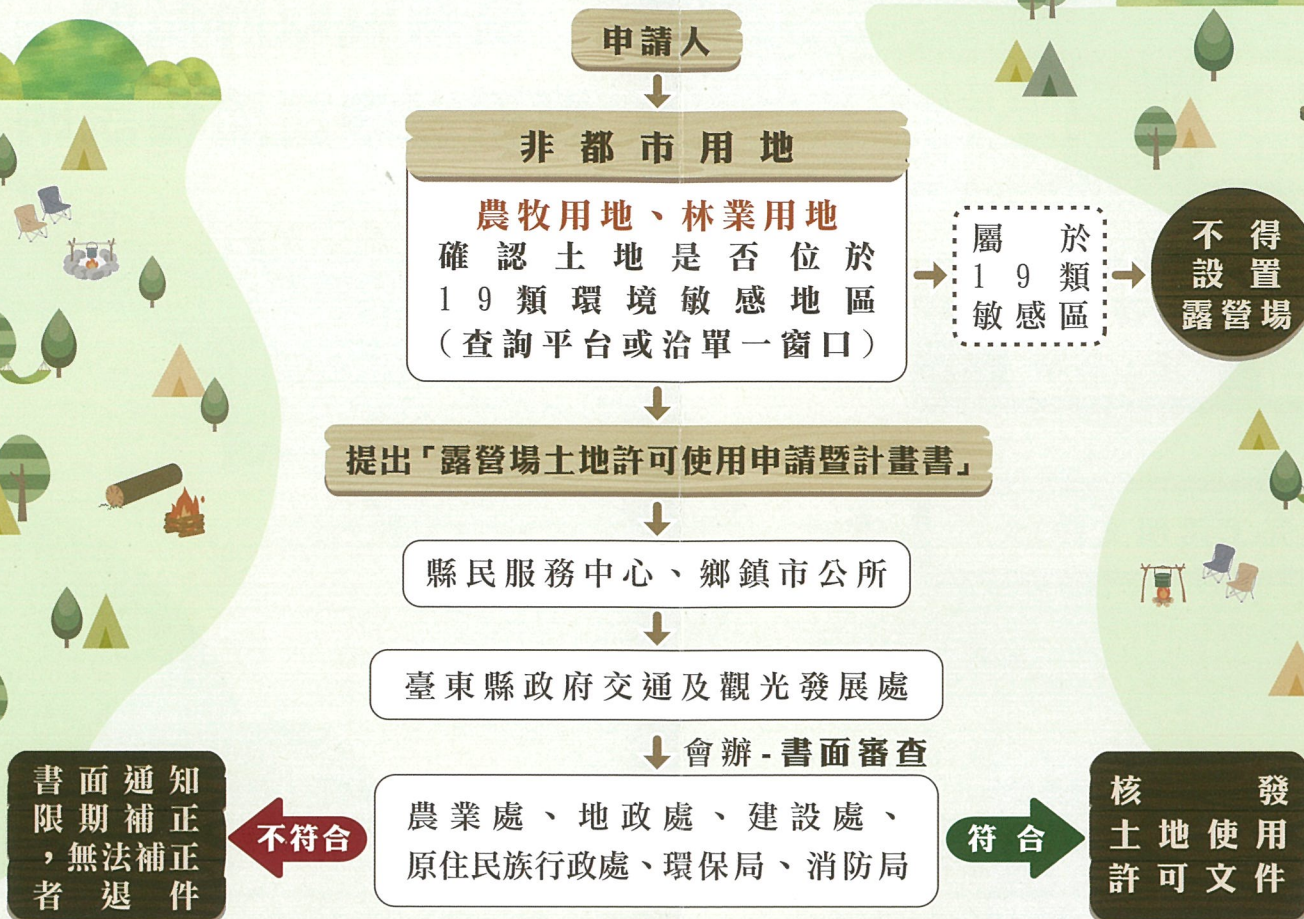 申請人
非都市用地
農牧用地、林業用地
確認土地是否位於
19類環境敏感地區
（查詢平台或洽單一窗口）
屬於
19類
敏感區
不得
設置
露營場
提出「露營場土地許可使用申請暨計畫書」
縣民服務中心、鄉鎮市公所
臺東縣政府交通及觀光發展處
會辦-書面審查
農業處、地政處、建設處、
原住民族行政處、環保局、消防局
不符合
書面通知
限期補正
，無法補正
者退件
符合
核發
土地使用
許可文件